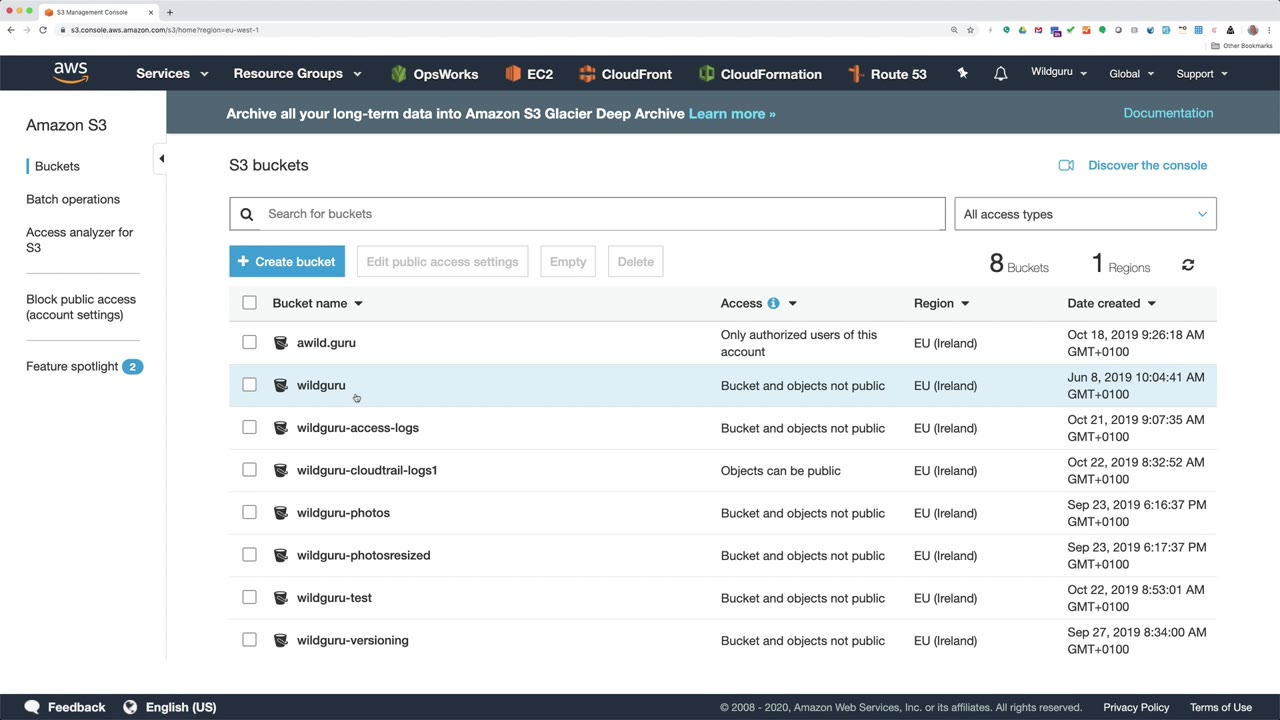 S3 Management Console
s3.console.aws.amazon.com/s3/home?region=eu-west-1
Other Bookmarks
aws
Services
Resource Groups
OpsWorks
EC2
CloudFront
CloudFormation
Route 53
Wildguru
Global
Support
Archive all your long-term data into Amazon S3 Glacier Deep Archive Learn more »
Documentation
Amazon S3
Buckets
Batch operations
Access analyzer for
S3
Block public access
(account settings)
Feature spotlight 2
S3 buckets
Discover the console
Search for buckets
All access types
+ Create bucket
Edit public access settings
Empty
Delete
8 Buckets
1 Regions
Bucket name
Access
Region
Date created
awild.guru
Only authorized users of this
account
EU (Ireland)
Oct 18, 2019 9:26:18 AM
GMT+0100
wildguru
Bucket and objects not public
EU (Ireland)
Jun 8, 2019 10:04:41 AM
GMT+0100
wildguru-access-logs
Bucket and objects not public
EU (Ireland)
Oct 21, 2019 9:07:35 AM
GMT+0100
wildguru-cloudtrail-logs1
Objects can be public
EU (Ireland)
Oct 22, 2019 8:32:52 AM
GMT+0100
wildguru-photos
Bucket and objects not public
EU (Ireland)
Sep 23, 2019 6:16:37 PM
GMT+0100
wildguru-photosresized
Bucket and objects not public
EU (Ireland)
Sep 23, 2019 6:17:37 PM
GMT+0100
wildguru-test
Bucket and objects not public
EU (Ireland)
Oct 22, 2019 8:53:01 AM
GMT+0100
wildguru-versioning
Bucket and objects not public
EU (Ireland)
Sep 27, 2019 8:34:00 AM
GMT+0100
Feedback
English (US)
© 2008 - 2020, Amazon Web Services, Inc. or its affiliates. All rights reserved.
Privacy Policy
Terms of Use